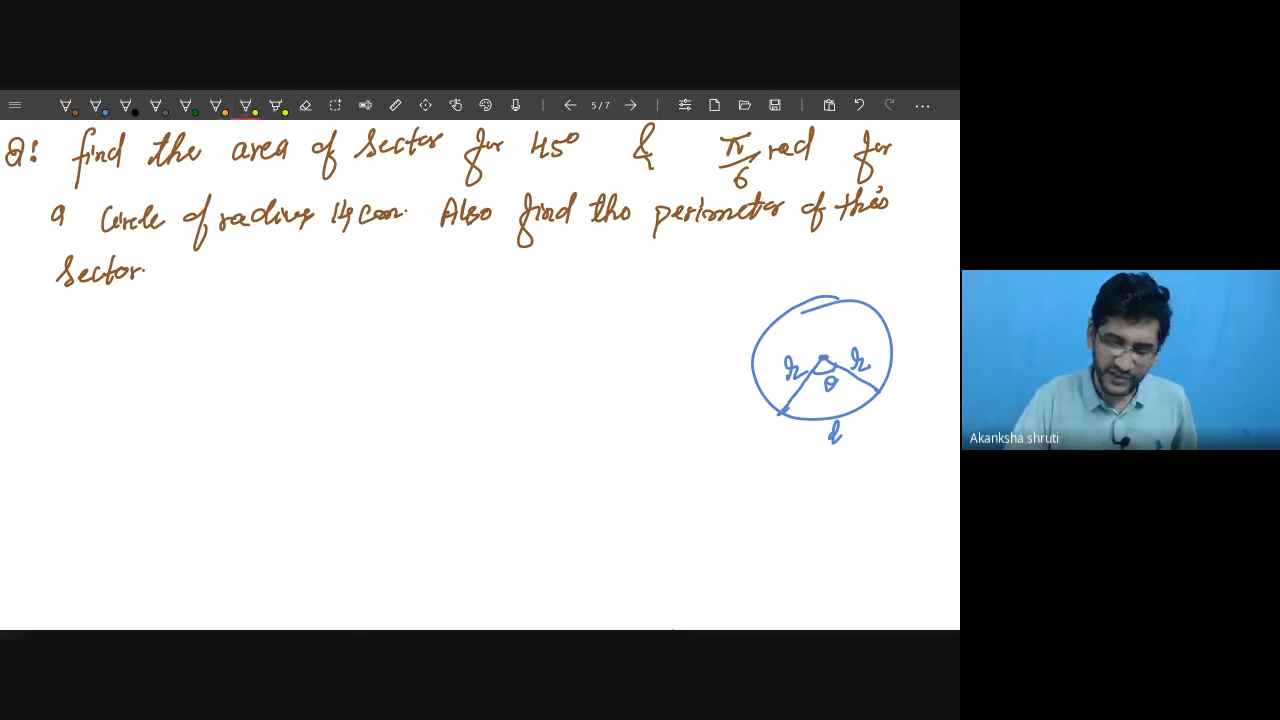 5/7
Q: find the area of sector for 45° & π/6 rad for
a circle of radius 14 cm. Also find the perimeter of this
sector.
r r
θ
l
Akanksha shruti